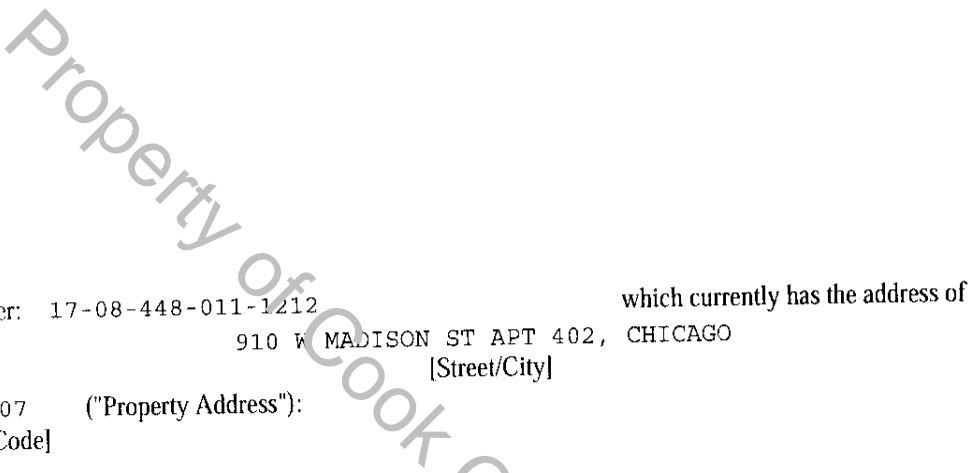 Property of Cook C
er: 17-08-448-011-1212 which currently has the address of
910 W MADISON ST APT 402, CHICAGO
[Street/City]
07 ("Property Address"):
Code]